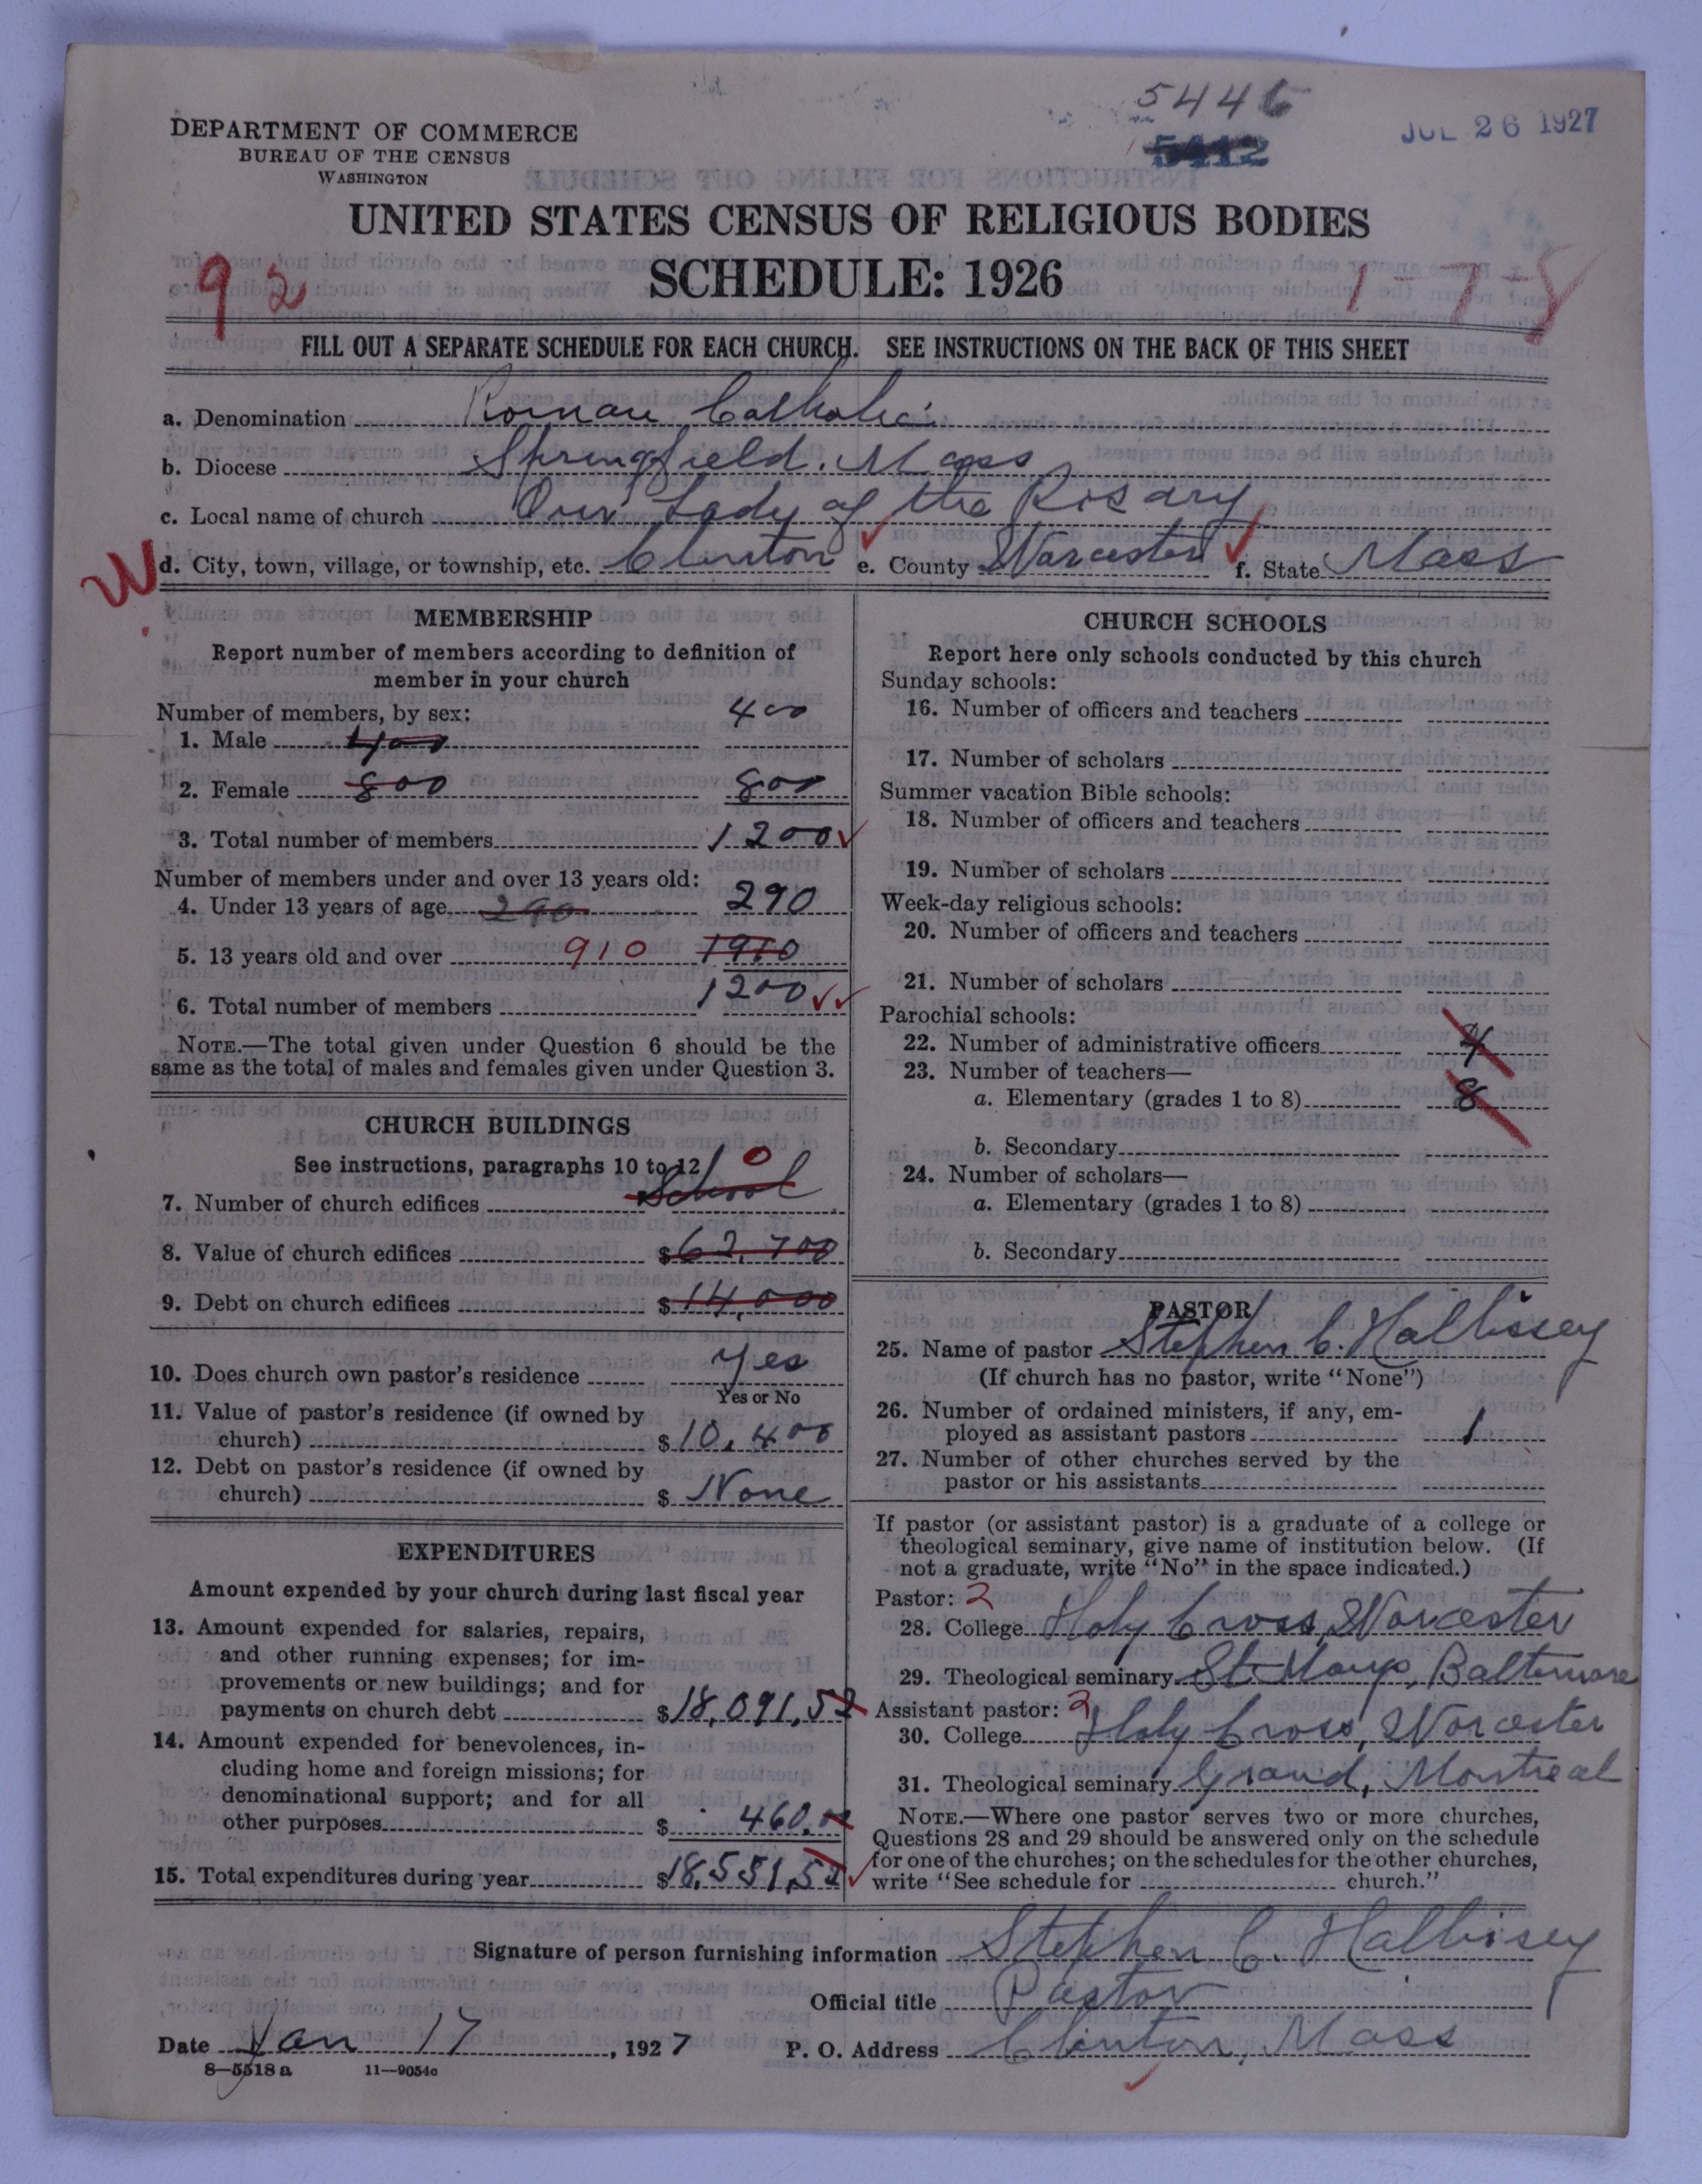 5446
5412
JUL 26 1927
DEPARTMENT OF COMMERCE
BUREAU OF THE CENSUS
WASHINGTON
UNITED STATES CENSUS OF RELIGIOUS BODIES
SCHEDULE: 1926
92
1-7-8
FILL OUT A SEPARATE SCHEDULE FOR EACH CHURCH. SEE INSTRUCTIONS ON THE BACK OF THIS SHEET
a. Denomination Roman Catholic
b. Diocese Springfield. Mass
c. Local name of church Our Lady of the Rosary
W d. City, town, village, or township, etc. Clinton e. County Worcester f. State Mass
MEMBERSHIP
Report number of members according to definition of
member in your church
Number of members, by sex:
1. Male 400 400
2. Female 800 800
3. Total number of members 1200
Number of members under and over 13 years old:
4. Under 13 years of age 290 290
5. 13 years old and over 910 1910
6. Total number of members 1200
NOTE.—The total given under Question 6 should be the
same as the total of males and females given under Question 3.
CHURCH BUILDINGS
See instructions, paragraphs 10 to 12
7. Number of church edifices School 0
8. Value of church edifices $62,700
9. Debt on church edifices $14,000
10. Does church own pastor's residence Yes
Yes or No
11. Value of pastor's residence (if owned by
church) $10,400
12. Debt on pastor's residence (if owned by
church) $ None
EXPENDITURES
Amount expended by your church during last fiscal year
13. Amount expended for salaries, repairs,
and other running expenses; for im-
provements or new buildings; and for
payments on church debt $18,091,52
14. Amount expended for benevolences, in-
cluding home and foreign missions; for
denominational support; and for all
other purposes $ 460.00
15. Total expenditures during year $18,551,52
CHURCH SCHOOLS
Report here only schools conducted by this church
Sunday schools:
16. Number of officers and teachers
17. Number of scholars
Summer vacation Bible schools:
18. Number of officers and teachers
19. Number of scholars
Week-day religious schools:
20. Number of officers and teachers
21. Number of scholars
Parochial schools:
22. Number of administrative officers 4
23. Number of teachers—
a. Elementary (grades 1 to 8) 8
b. Secondary
24. Number of scholars—
a. Elementary (grades 1 to 8)
b. Secondary
PASTOR
25. Name of pastor Stephen C. Hallissey
(If church has no pastor, write "None")
26. Number of ordained ministers, if any, em-
ployed as assistant pastors 1
27. Number of other churches served by the
pastor or his assistants
If pastor (or assistant pastor) is a graduate of a college or
theological seminary, give name of institution below. (If
not a graduate, write "No" in the space indicated.)
Pastor: 2
28. College Holy Cross, Worcester
29. Theological seminary St. Marys, Baltimore
Assistant pastor: 2
30. College Holy Cross, Worcester
31. Theological seminary Grand, Montreal
NOTE.—Where one pastor serves two or more churches,
Questions 28 and 29 should be answered only on the schedule
for one of the churches; on the schedules for the other churches,
write "See schedule for church."
Signature of person furnishing information Stephen C. Hallissey
Official title Pastor
Date Jan 17, 1927 P. O. Address Clinton, Mass
8—5518 a 11—9054c